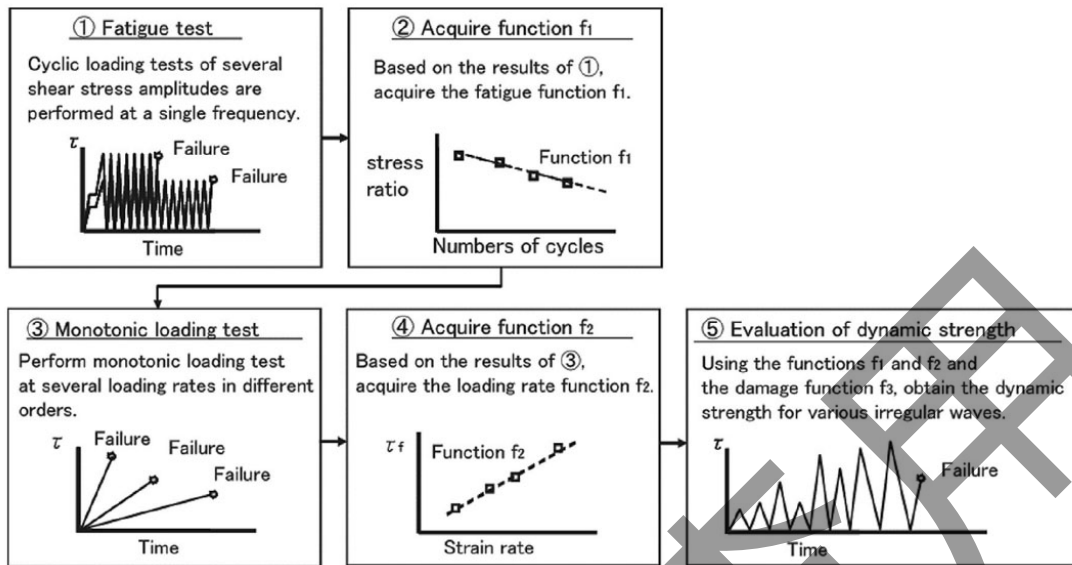 ① Fatigue test
Cyclic loading tests of several
shear stress amplitudes are
performed at a single frequency.
τ
Failure
Failure
Time
② Acquire function f1
Based on the results of ①,
acquire the fatigue function f1.
stress
ratio
Function f1
Numbers of cycles
③ Monotonic loading test
Perform monotonic loading test
at several loading rates in different
orders.
τ
Failure
Failure
Failure
Time
④ Acquire function f2
Based on the results of ③,
acquire the loading rate function f2.
τf
Function f2
Strain rate
⑤ Evaluation of dynamic strength
Using the functions f1 and f2 and
the damage function f3, obtain the dynamic
strength for various irregular waves.
τ
Failure
Time